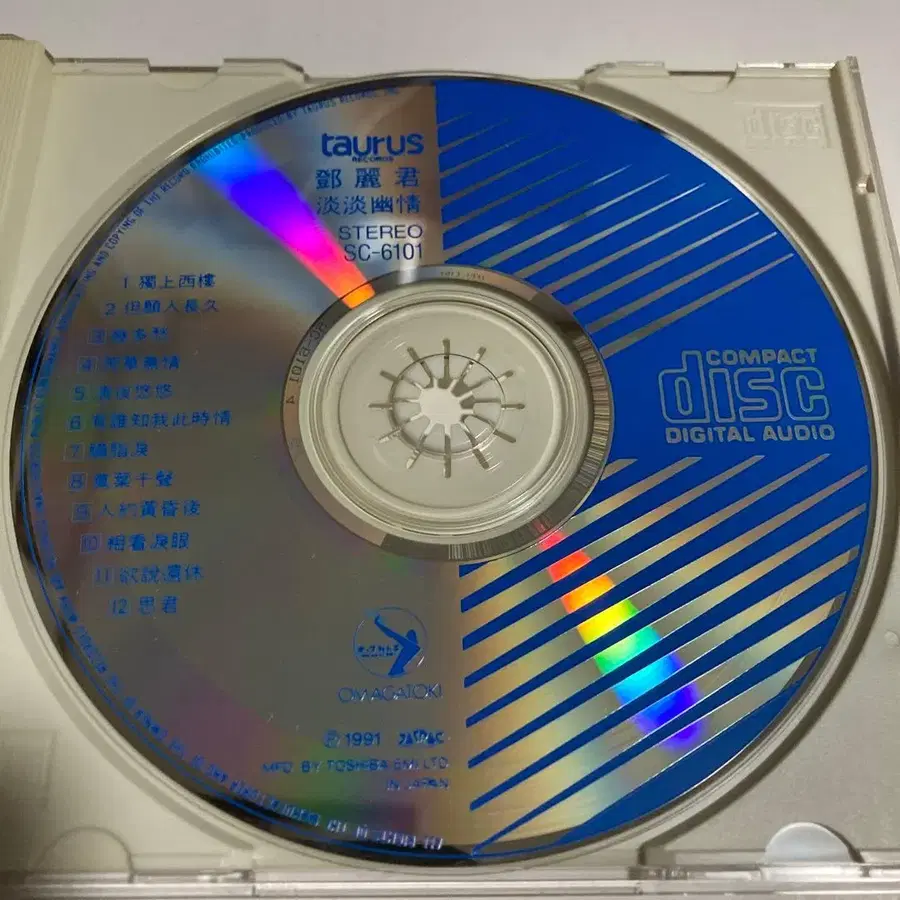 taurus
RECORDS
鄧麗君
淡淡幽情
STEREO
SC-6101
1 獨上西樓
2 但願人長久
3 幾多愁
4 芳草無情
5 清夜悠悠
6 有誰知我此時情
7 臙脂淚
8 萬葉千聲
9 人約黃昏後
10 相看淚眼
11 欲說還休
12 思君
COMPACT
disc
DIGITAL AUDIO
OMAGATOKI
Ⓟ 1991
MFD. BY TOSHIBA EMI LTD.
IN JAPAN